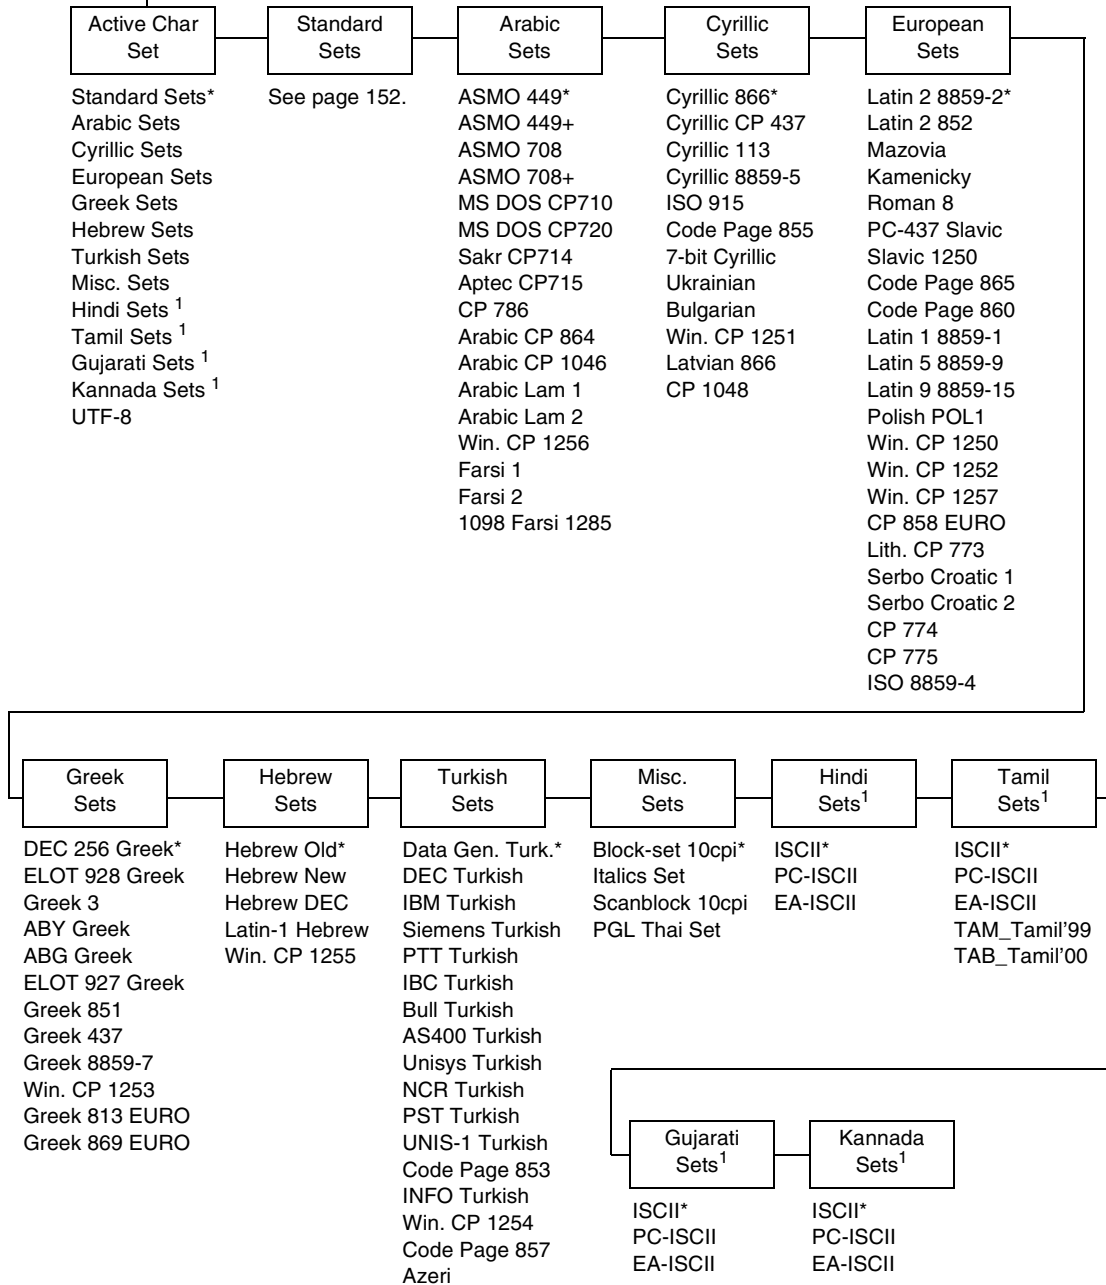 Active Char
Set
Standard Sets*
Arabic Sets
Cyrillic Sets
European Sets
Greek Sets
Hebrew Sets
Turkish Sets
Misc. Sets
Hindi Sets 1
Tamil Sets 1
Gujarati Sets 1
Kannada Sets 1
UTF-8
Standard
Sets
See page 152.
Arabic
Sets
ASMO 449*
ASMO 449+
ASMO 708
ASMO 708+
MS DOS CP710
MS DOS CP720
Sakr CP714
Aptec CP715
CP 786
Arabic CP 864
Arabic CP 1046
Arabic Lam 1
Arabic Lam 2
Win. CP 1256
Farsi 1
Farsi 2
1098 Farsi 1285
Cyrillic
Sets
Cyrillic 866*
Cyrillic CP 437
Cyrillic 113
Cyrillic 8859-5
ISO 915
Code Page 855
7-bit Cyrillic
Ukrainian
Bulgarian
Win. CP 1251
Latvian 866
CP 1048
European
Sets
Latin 2 8859-2*
Latin 2 852
Mazovia
Kamenicky
Roman 8
PC-437 Slavic
Slavic 1250
Code Page 865
Code Page 860
Latin 1 8859-1
Latin 5 8859-9
Latin 9 8859-15
Polish POL1
Win. CP 1250
Win. CP 1252
Win. CP 1257
CP 858 EURO
Lith. CP 773
Serbo Croatic 1
Serbo Croatic 2
CP 774
CP 775
ISO 8859-4
Greek
Sets
DEC 256 Greek*
ELOT 928 Greek
Greek 3
ABY Greek
ABG Greek
ELOT 927 Greek
Greek 851
Greek 437
Greek 8859-7
Win. CP 1253
Greek 813 EURO
Greek 869 EURO
Hebrew
Sets
Hebrew Old*
Hebrew New
Hebrew DEC
Latin-1 Hebrew
Win. CP 1255
Turkish
Sets
Data Gen. Turk.*
DEC Turkish
IBM Turkish
Siemens Turkish
PTT Turkish
IBC Turkish
Bull Turkish
AS400 Turkish
Unisys Turkish
NCR Turkish
PST Turkish
UNIS-1 Turkish
Code Page 853
INFO Turkish
Win. CP 1254
Code Page 857
Azeri
Misc.
Sets
Block-set 10cpi*
Italics Set
Scanblock 10cpi
PGL Thai Set
Hindi
Sets1
ISCII*
PC-ISCII
EA-ISCII
Tamil
Sets1
ISCII*
PC-ISCII
EA-ISCII
TAM_Tamil’99
TAB_Tamil’00
Gujarati
Sets1
ISCII*
PC-ISCII
EA-ISCII
Kannada
Sets1
ISCII*
PC-ISCII
EA-ISCII